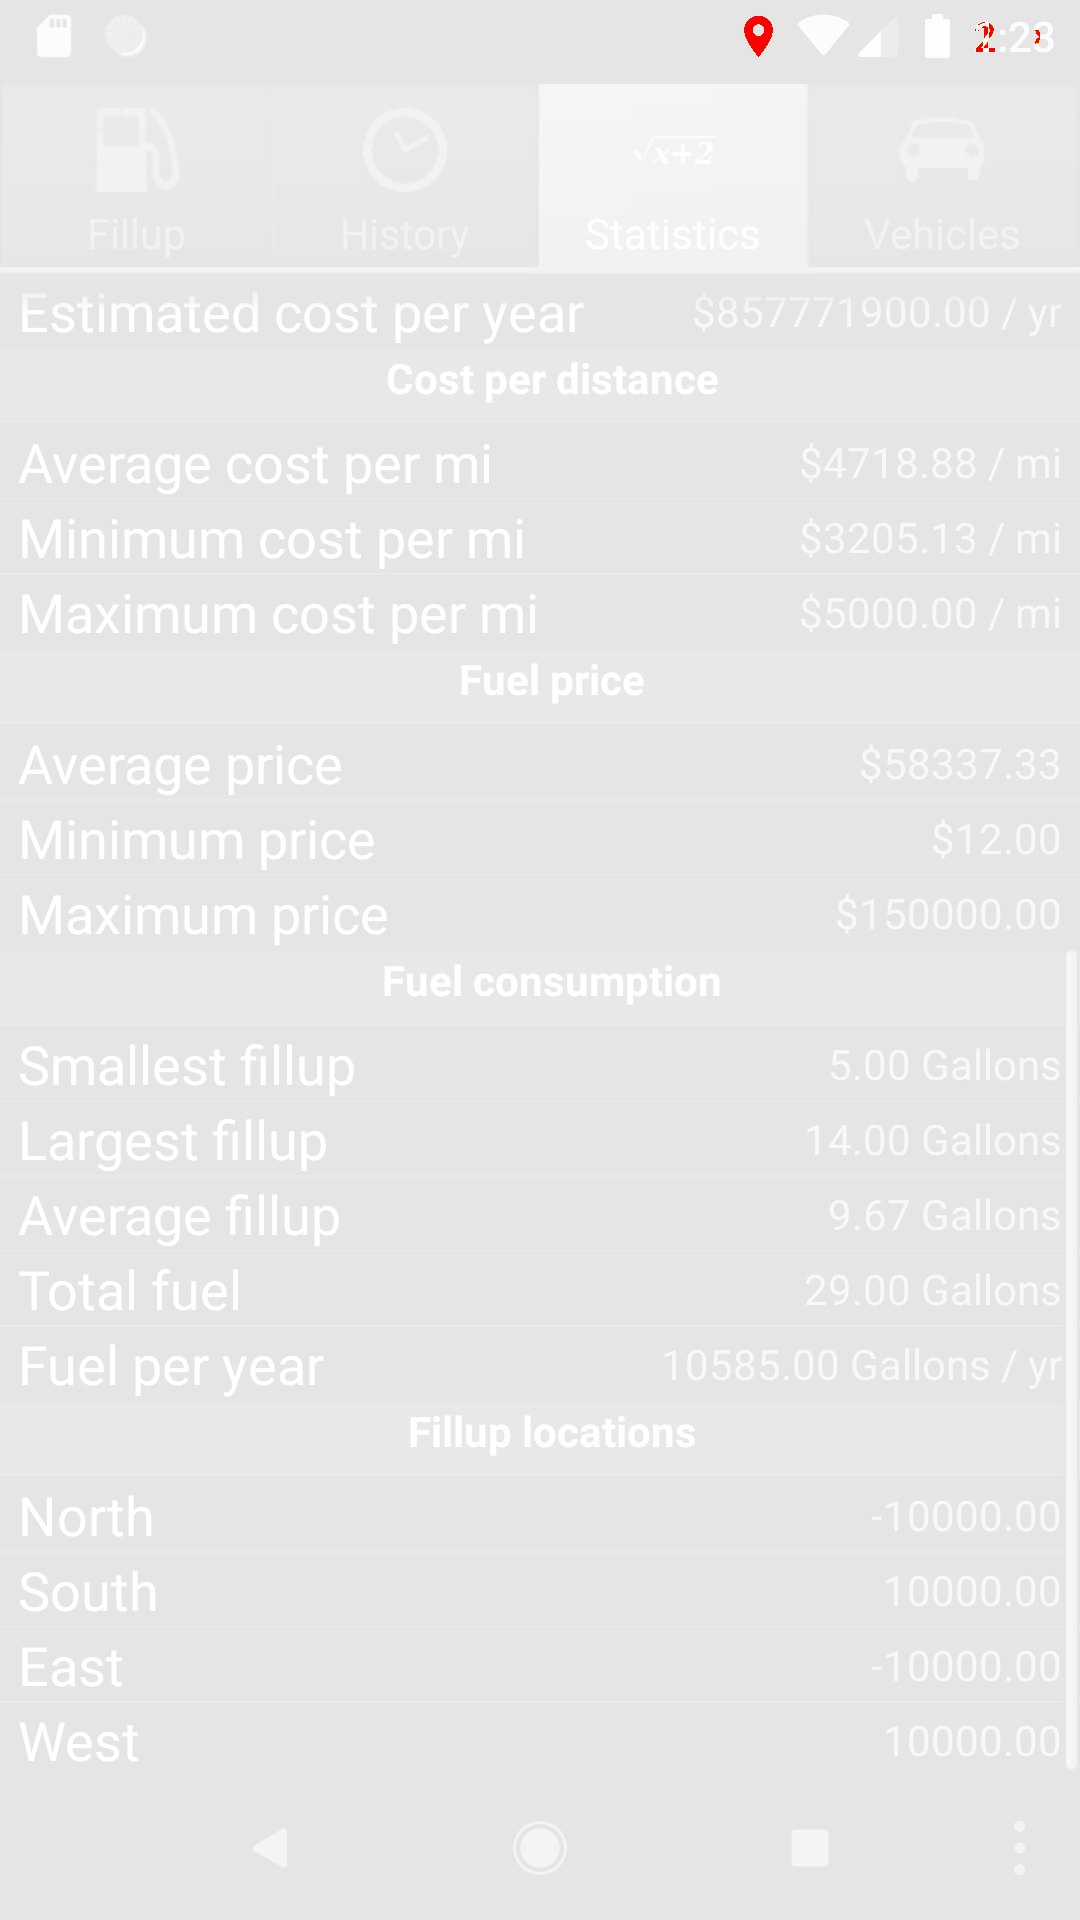 √x+2
Fillup History Statistics Vehicles
Estimated cost per year $857771900.00 / yr
Cost per distance
Average cost per mi $4718.88 / mi
Minimum cost per mi $3205.13 / mi
Maximum cost per mi $5000.00 / mi
Fuel price
Average price $58337.33
Minimum price $12.00
Maximum price $150000.00
Fuel consumption
Smallest fillup 5.00 Gallons
Largest fillup 14.00 Gallons
Average fillup 9.67 Gallons
Total fuel 29.00 Gallons
Fuel per year 10585.00 Gallons / yr
Fillup locations
North -10000.00
South 10000.00
East -10000.00
West 10000.00